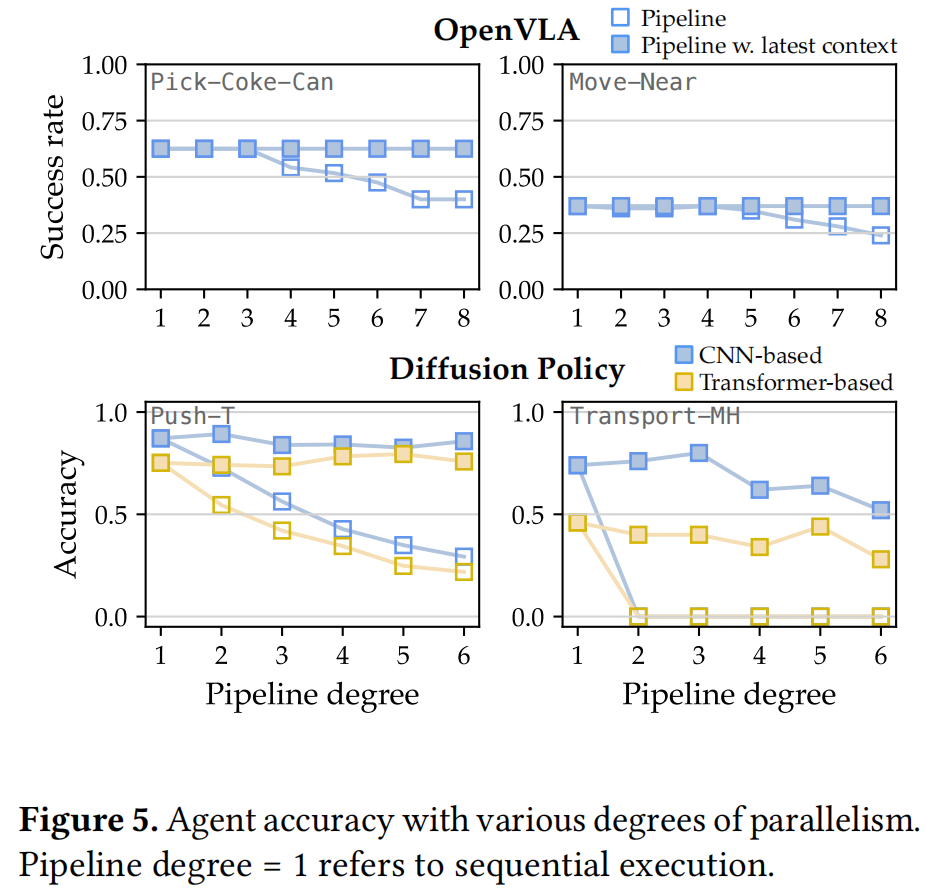 OpenVLA
Pipeline
Pipeline w. latest context
Success rate
1.00
0.75
0.50
0.25
0.00
Pick-Coke-Can
1 2 3 4 5 6 7 8
1.00
0.75
0.50
0.25
0.00
Move-Near
1 2 3 4 5 6 7 8
Diffusion Policy
CNN-based
Transformer-based
Accuracy
1.0
0.5
0.0
Push-T
1 2 3 4 5 6
Pipeline degree
1.0
0.5
0.0
Transport-MH
1 2 3 4 5 6
Pipeline degree
Figure 5. Agent accuracy with various degrees of parallelism.
Pipeline degree = 1 refers to sequential execution.